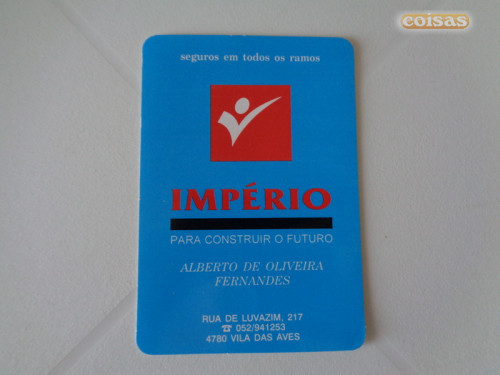 eoisas
seguros em todos os ramos
IMPÉRIO
PARA CONSTRUIR O FUTURO
ALBERTO DE OLIVEIRA
FERNANDES
RUA DE LUVAZIM, 217
☎ 052/941253
4780 VILA DAS AVES